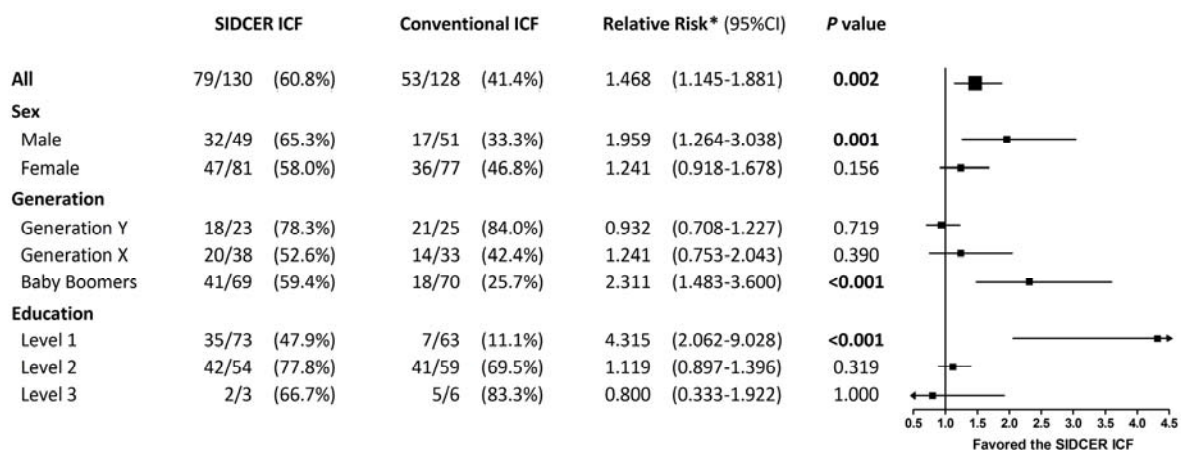 SIDCER ICF Conventional ICF Relative Risk* (95%CI) P value
All 79/130 (60.8%) 53/128 (41.4%) 1.468 (1.145-1.881) 0.002
Sex
Male 32/49 (65.3%) 17/51 (33.3%) 1.959 (1.264-3.038) 0.001
Female 47/81 (58.0%) 36/77 (46.8%) 1.241 (0.918-1.678) 0.156
Generation
Generation Y 18/23 (78.3%) 21/25 (84.0%) 0.932 (0.708-1.227) 0.719
Generation X 20/38 (52.6%) 14/33 (42.4%) 1.241 (0.753-2.043) 0.390
Baby Boomers 41/69 (59.4%) 18/70 (25.7%) 2.311 (1.483-3.600) <0.001
Education
Level 1 35/73 (47.9%) 7/63 (11.1%) 4.315 (2.062-9.028) <0.001
Level 2 42/54 (77.8%) 41/59 (69.5%) 1.119 (0.897-1.396) 0.319
Level 3 2/3 (66.7%) 5/6 (83.3%) 0.800 (0.333-1.922) 1.000
0.5 1.0 1.5 2.0 2.5 3.0 3.5 4.0 4.5
Favored the SIDCER ICF